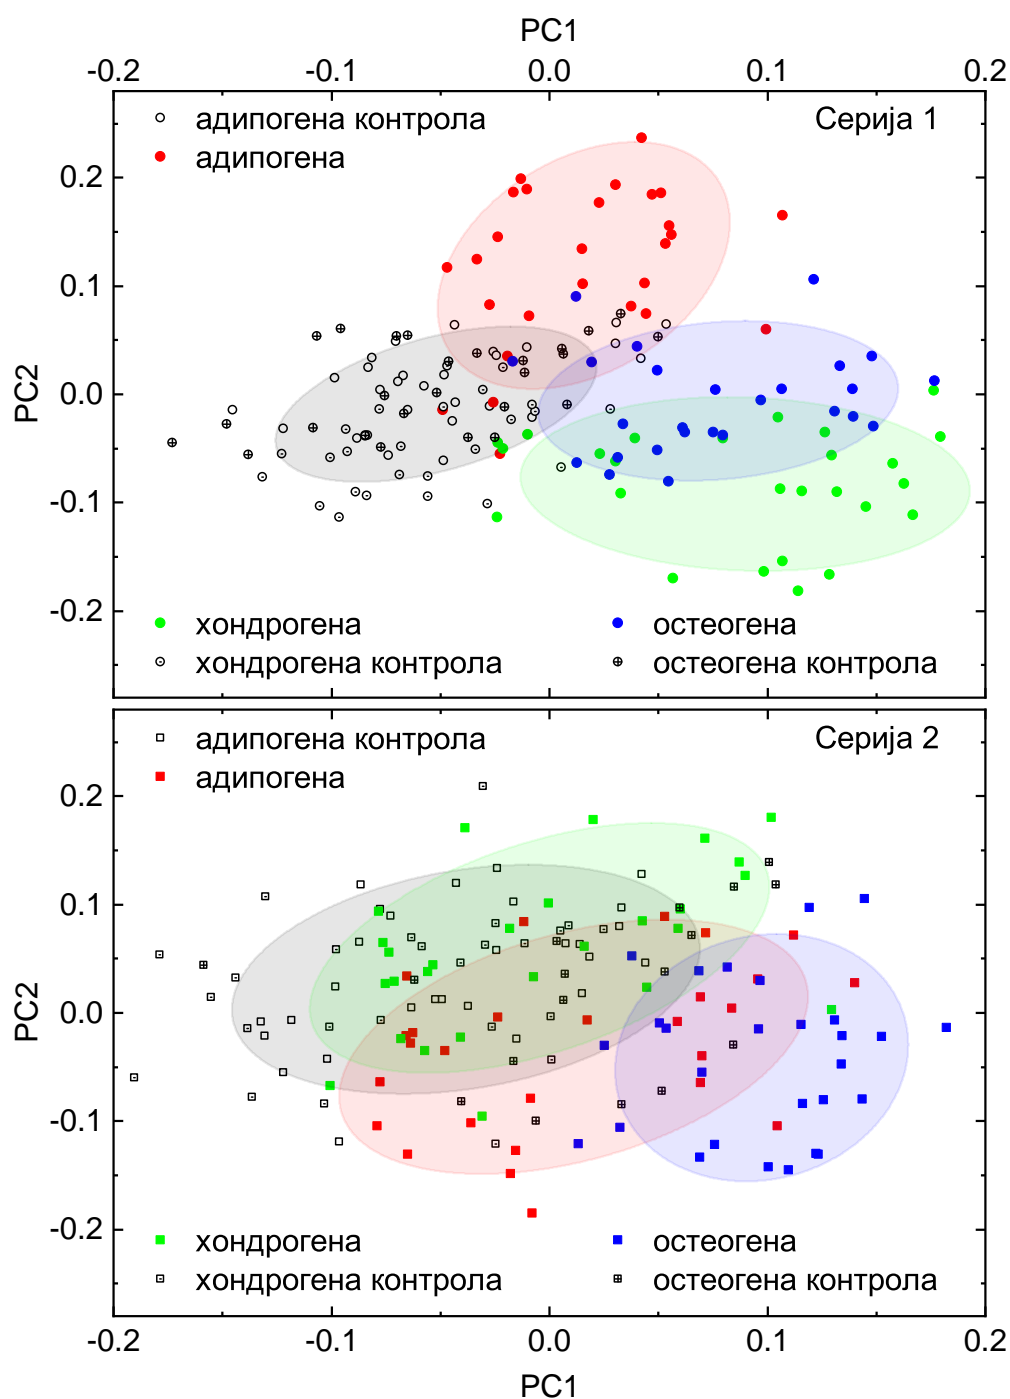 PC1
-0.2 -0.1 0.0 0.1 0.2
адипогена контрола Серија 1
адипогена
0.2
0.1
PC2
0.0
-0.1
-0.2
хондрогена остеогена
хондрогена контрола остеогена контрола
адипогена контрола Серија 2
адипогена
0.2
0.1
PC2
0.0
-0.1
-0.2
хондрогена остеогена
хондрогена контрола остеогена контрола
-0.2 -0.1 0.0 0.1 0.2
PC1